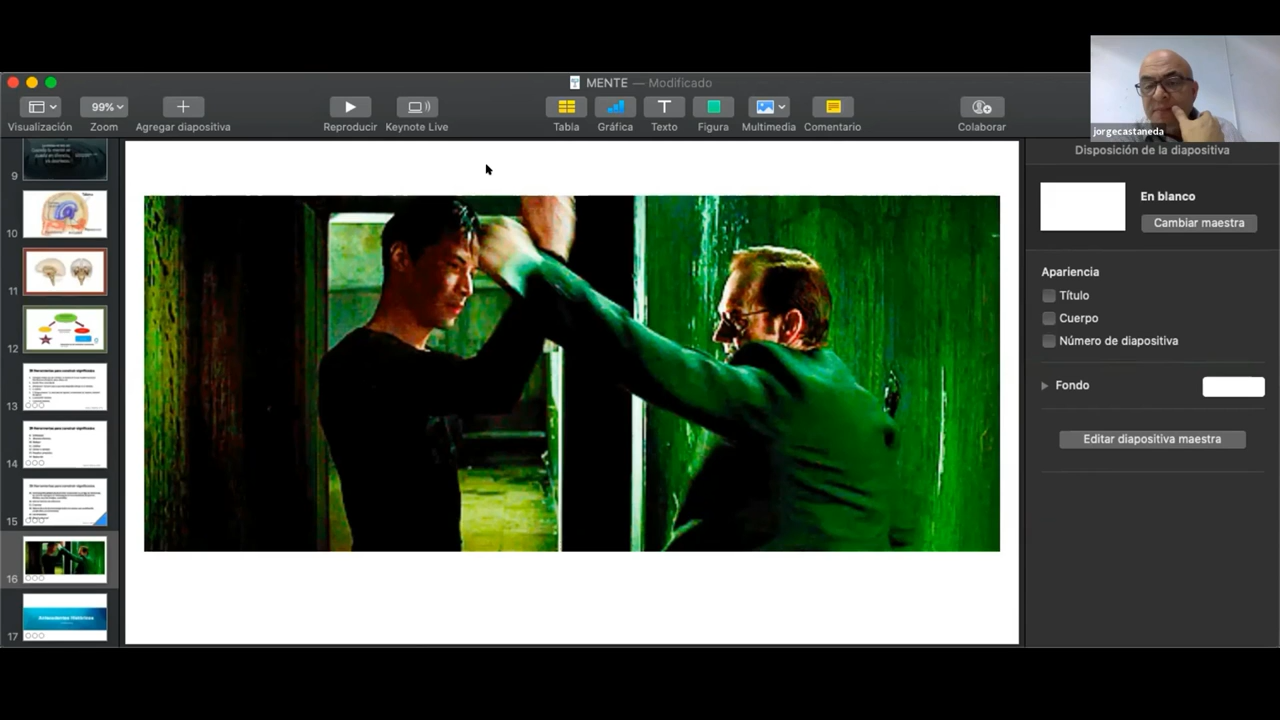 MENTE — Modificado
Visualización
99%
Zoom
Agregar diapositiva
Reproducir
Keynote Live
Tabla
Gráfica
Texto
Figura
Multimedia
Comentario
Colaborar
jorgecastaneda
Disposición de la diapositiva
En blanco
Cambiar maestra
Apariencia
Título
Cuerpo
Número de diapositiva
Fondo
Editar diapositiva maestra
9
10
11
12
13
14
15
16
17
Antecedentes Históricos